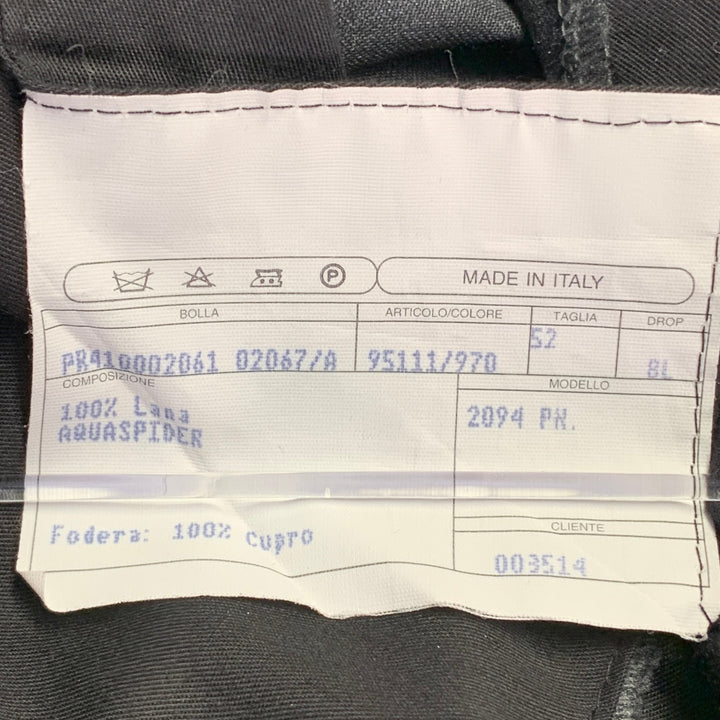 P MADE IN ITALY
BOLLA ARTICOLO/COLORE TAGLIA DROP
PR410002061 02067/A 95111/970 52 8L
COMPOSIZIONE MODELLO
100% Lana 2094 PN.
AQUASPIDER
Fodera: 100% Cupro
CLIENTE
003514